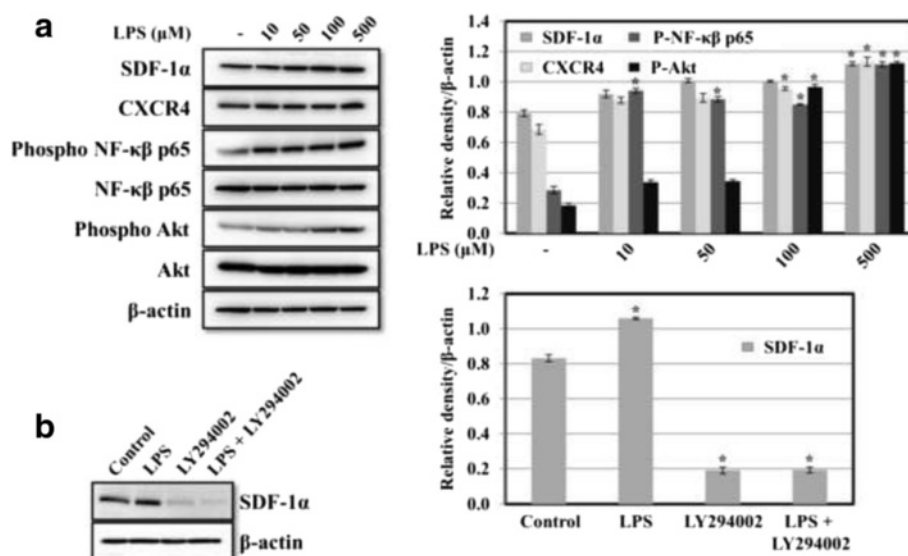 a
LPS (μM) - 10 50 100 500
SDF-1α
CXCR4
Phospho NF-κβ p65
NF-κβ p65
Phospho Akt
Akt
β-actin
Relative density/β-actin
1.4
1.2
1.0
0.8
0.6
0.4
0.2
0.0
SDF-1α P-NF-κβ p65
CXCR4 P-Akt
* * * * * * * * *
LPS (μM) - 10 50 100 500
b
Control LPS LY294002 LPS + LY294002
SDF-1α
β-actin
Relative density/β-actin
1.2
1.0
0.8
0.6
0.4
0.2
0.0
SDF-1α
* * *
Control LPS LY294002 LPS +
LY294002